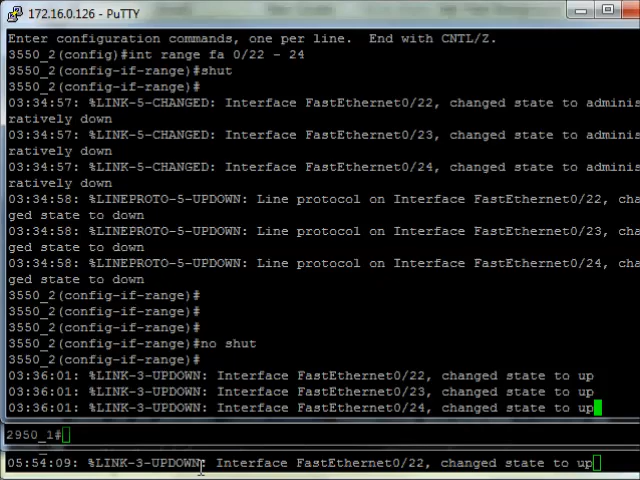 172.16.0.126 - PuTTY
Enter configuration commands, one per line.  End with CNTL/Z.
3550_2(config)#int range fa 0/22 - 24
3550_2(config-if-range)#shut
3550_2(config-if-range)#
03:34:57: %LINK-5-CHANGED: Interface FastEthernet0/22, changed state to adminis
ratively down
03:34:57: %LINK-5-CHANGED: Interface FastEthernet0/23, changed state to adminis
ratively down
03:34:57: %LINK-5-CHANGED: Interface FastEthernet0/24, changed state to adminis
ratively down
03:34:58: %LINEPROTO-5-UPDOWN: Line protocol on Interface FastEthernet0/22, cha
ged state to down
03:34:58: %LINEPROTO-5-UPDOWN: Line protocol on Interface FastEthernet0/23, cha
ged state to down
03:34:58: %LINEPROTO-5-UPDOWN: Line protocol on Interface FastEthernet0/24, cha
ged state to down
3550_2(config-if-range)#
3550_2(config-if-range)#
3550_2(config-if-range)#
3550_2(config-if-range)#no shut
3550_2(config-if-range)#
03:36:01: %LINK-3-UPDOWN: Interface FastEthernet0/22, changed state to up
03:36:01: %LINK-3-UPDOWN: Interface FastEthernet0/23, changed state to up
03:36:01: %LINK-3-UPDOWN: Interface FastEthernet0/24, changed state to up
2950_1#
05:54:09: %LINK-3-UPDOWN: Interface FastEthernet0/22, changed state to up